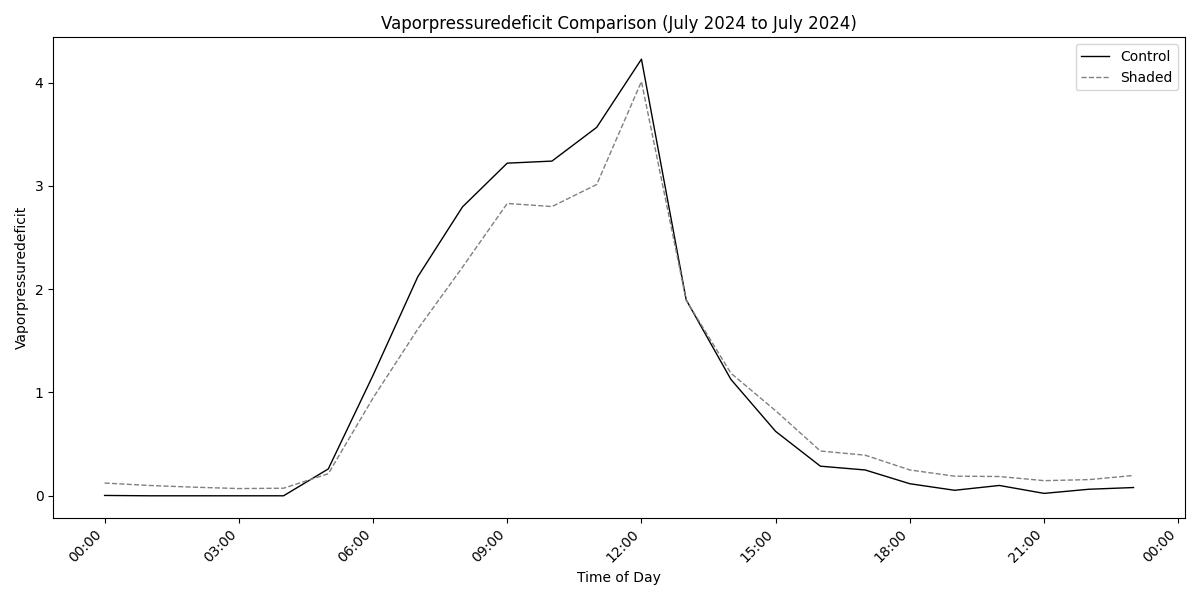 Vaporpressuredeficit Comparison (July 2024 to July 2024)
Control
Shaded
Vaporpressuredeficit
4
3
2
1
0
00:00
03:00
06:00
09:00
12:00
15:00
18:00
21:00
00:00
Time of Day